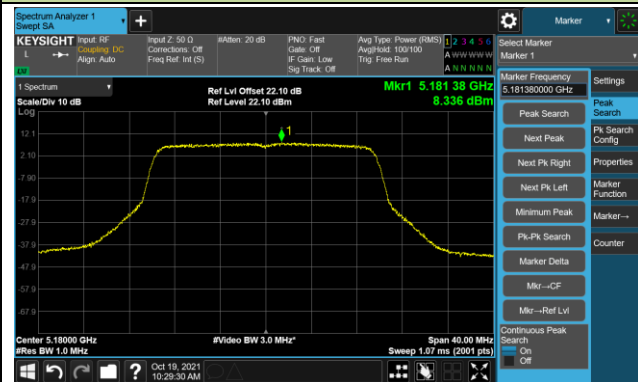 Spectrum Analyzer 1
Swept SA
+
Marker
KEYSIGHT
L
LXI
Input: RF
Coupling: DC
Align: Auto
Input Z: 50 Ω
Corrections: Off
Freq Ref: Int (S)
#Atten: 20 dB
PNO: Fast
Gate: Off
IF Gain: Low
Sig Track: Off
Avg Type: Power (RMS)
Avg|Hold: 100/100
Trig: Free Run
1 2 3 4 5 6
A W W W W W
A N N N N N
Select Marker
Marker 1
1 Spectrum
Scale/Div 10 dB
Log
Ref Lvl Offset 22.10 dB
Ref Level 22.10 dBm
Mkr1 5.181 38 GHz
8.336 dBm
1
12.1
2.10
-7.90
-17.9
-27.9
-37.9
-47.9
-57.9
-67.9
Center 5.18000 GHz
#Res BW 1.0 MHz
#Video BW 3.0 MHz*
Span 40.00 MHz
Sweep 1.07 ms (2001 pts)
Marker Frequency
5.181380000 GHz
Peak Search
Next Peak
Next Pk Right
Next Pk Left
Minimum Peak
Pk-Pk Search
Marker Delta
Mkr→CF
Mkr→Ref Lvl
Continuous Peak
Search
On
Off
Settings
Peak
Search
Pk Search
Config
Properties
Marker
Function
Marker→
Counter
?
Oct 19, 2021
10:29:30 AM